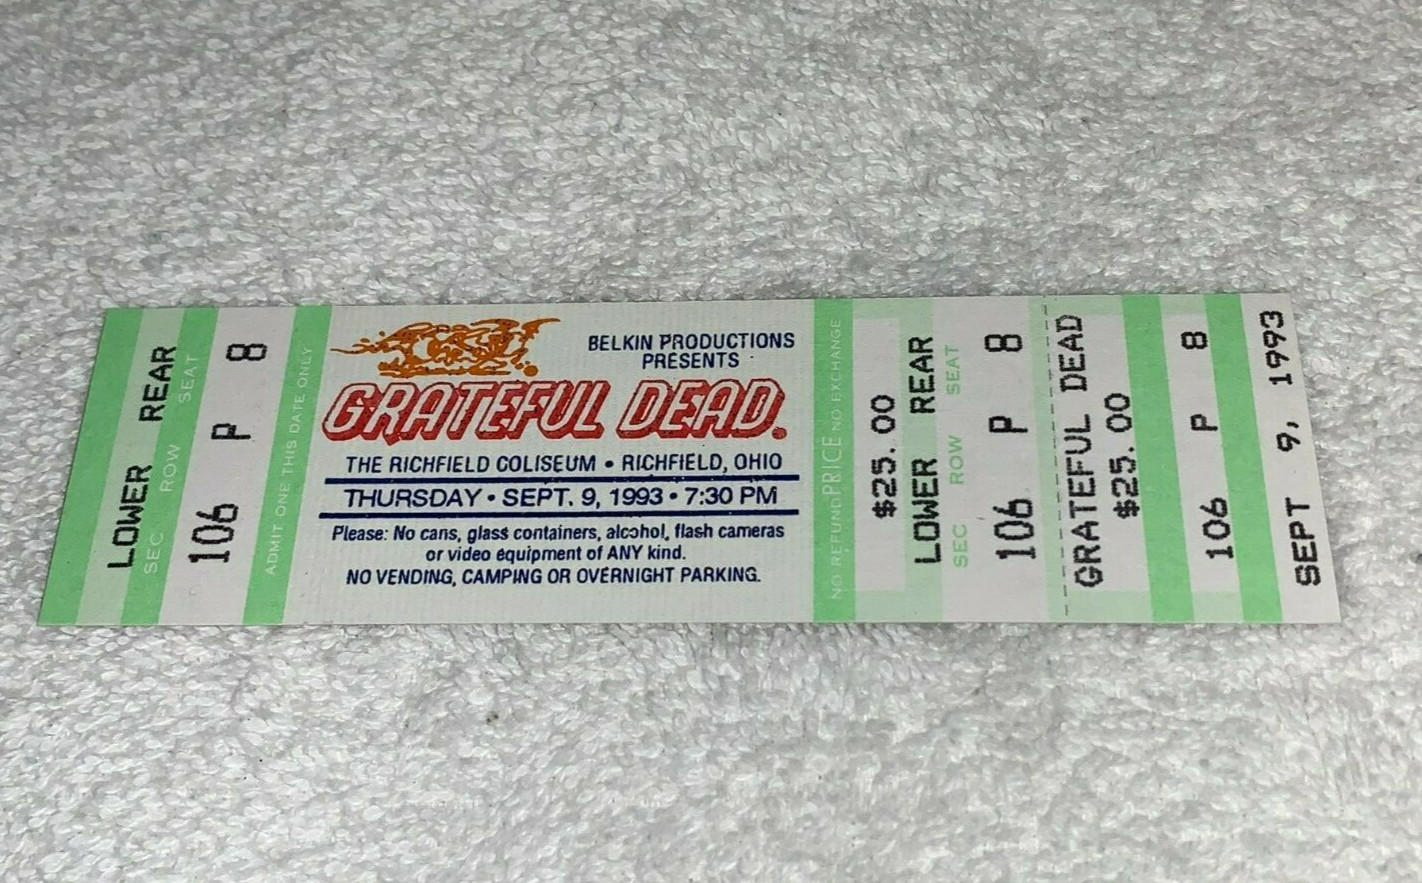 LOWER REAR
SEC ROW SEAT
106 P 8
ADMIT ONE THIS DATE ONLY
BELKIN PRODUCTIONS
PRESENTS
GRATEFUL DEAD.
THE RICHFIELD COLISEUM • RICHFIELD, OHIO
THURSDAY • SEPT. 9, 1993 • 7:30 PM
Please: No cans, glass containers, alcohol, flash cameras
or video equipment of ANY kind.
NO VENDING, CAMPING OR OVERNIGHT PARKING.
NO REFUND PRICE NO EXCHANGE
$25.00
LOWER REAR
SEC ROW SEAT
106 P 8
GRATEFUL DEAD
$25.00
106 P 8
SEPT 9, 1993